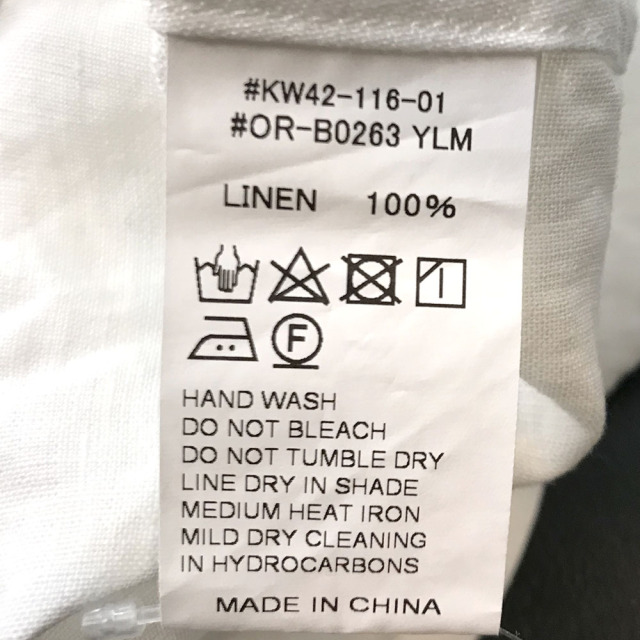 #KW42-116-01
#OR-B0263 YLM
LINEN 100%
F
HAND WASH
DO NOT BLEACH
DO NOT TUMBLE DRY
LINE DRY IN SHADE
MEDIUM HEAT IRON
MILD DRY CLEANING
IN HYDROCARBONS
MADE IN CHINA